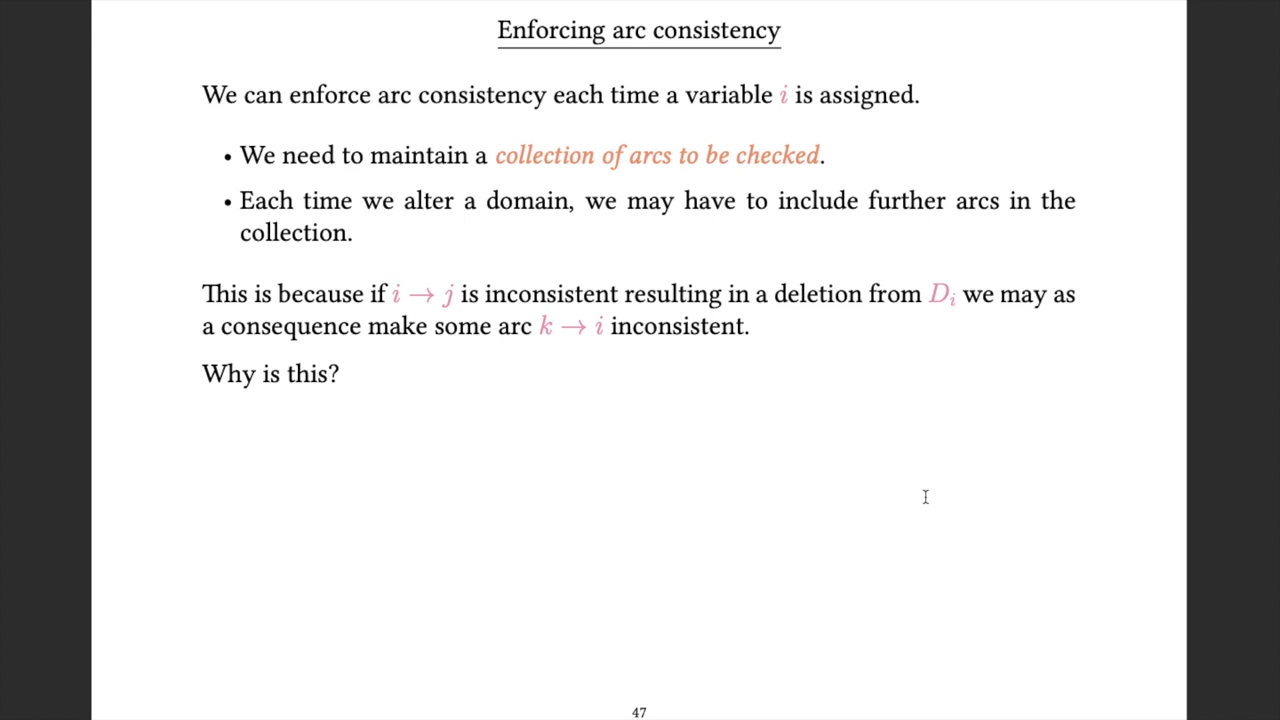 Enforcing arc consistency
We can enforce arc consistency each time a variable i is assigned.
• We need to maintain a collection of arcs to be checked.
• Each time we alter a domain, we may have to include further arcs in the
collection.
This is because if i → j is inconsistent resulting in a deletion from Dᵢ we may as
a consequence make some arc k → i inconsistent.
Why is this?
47